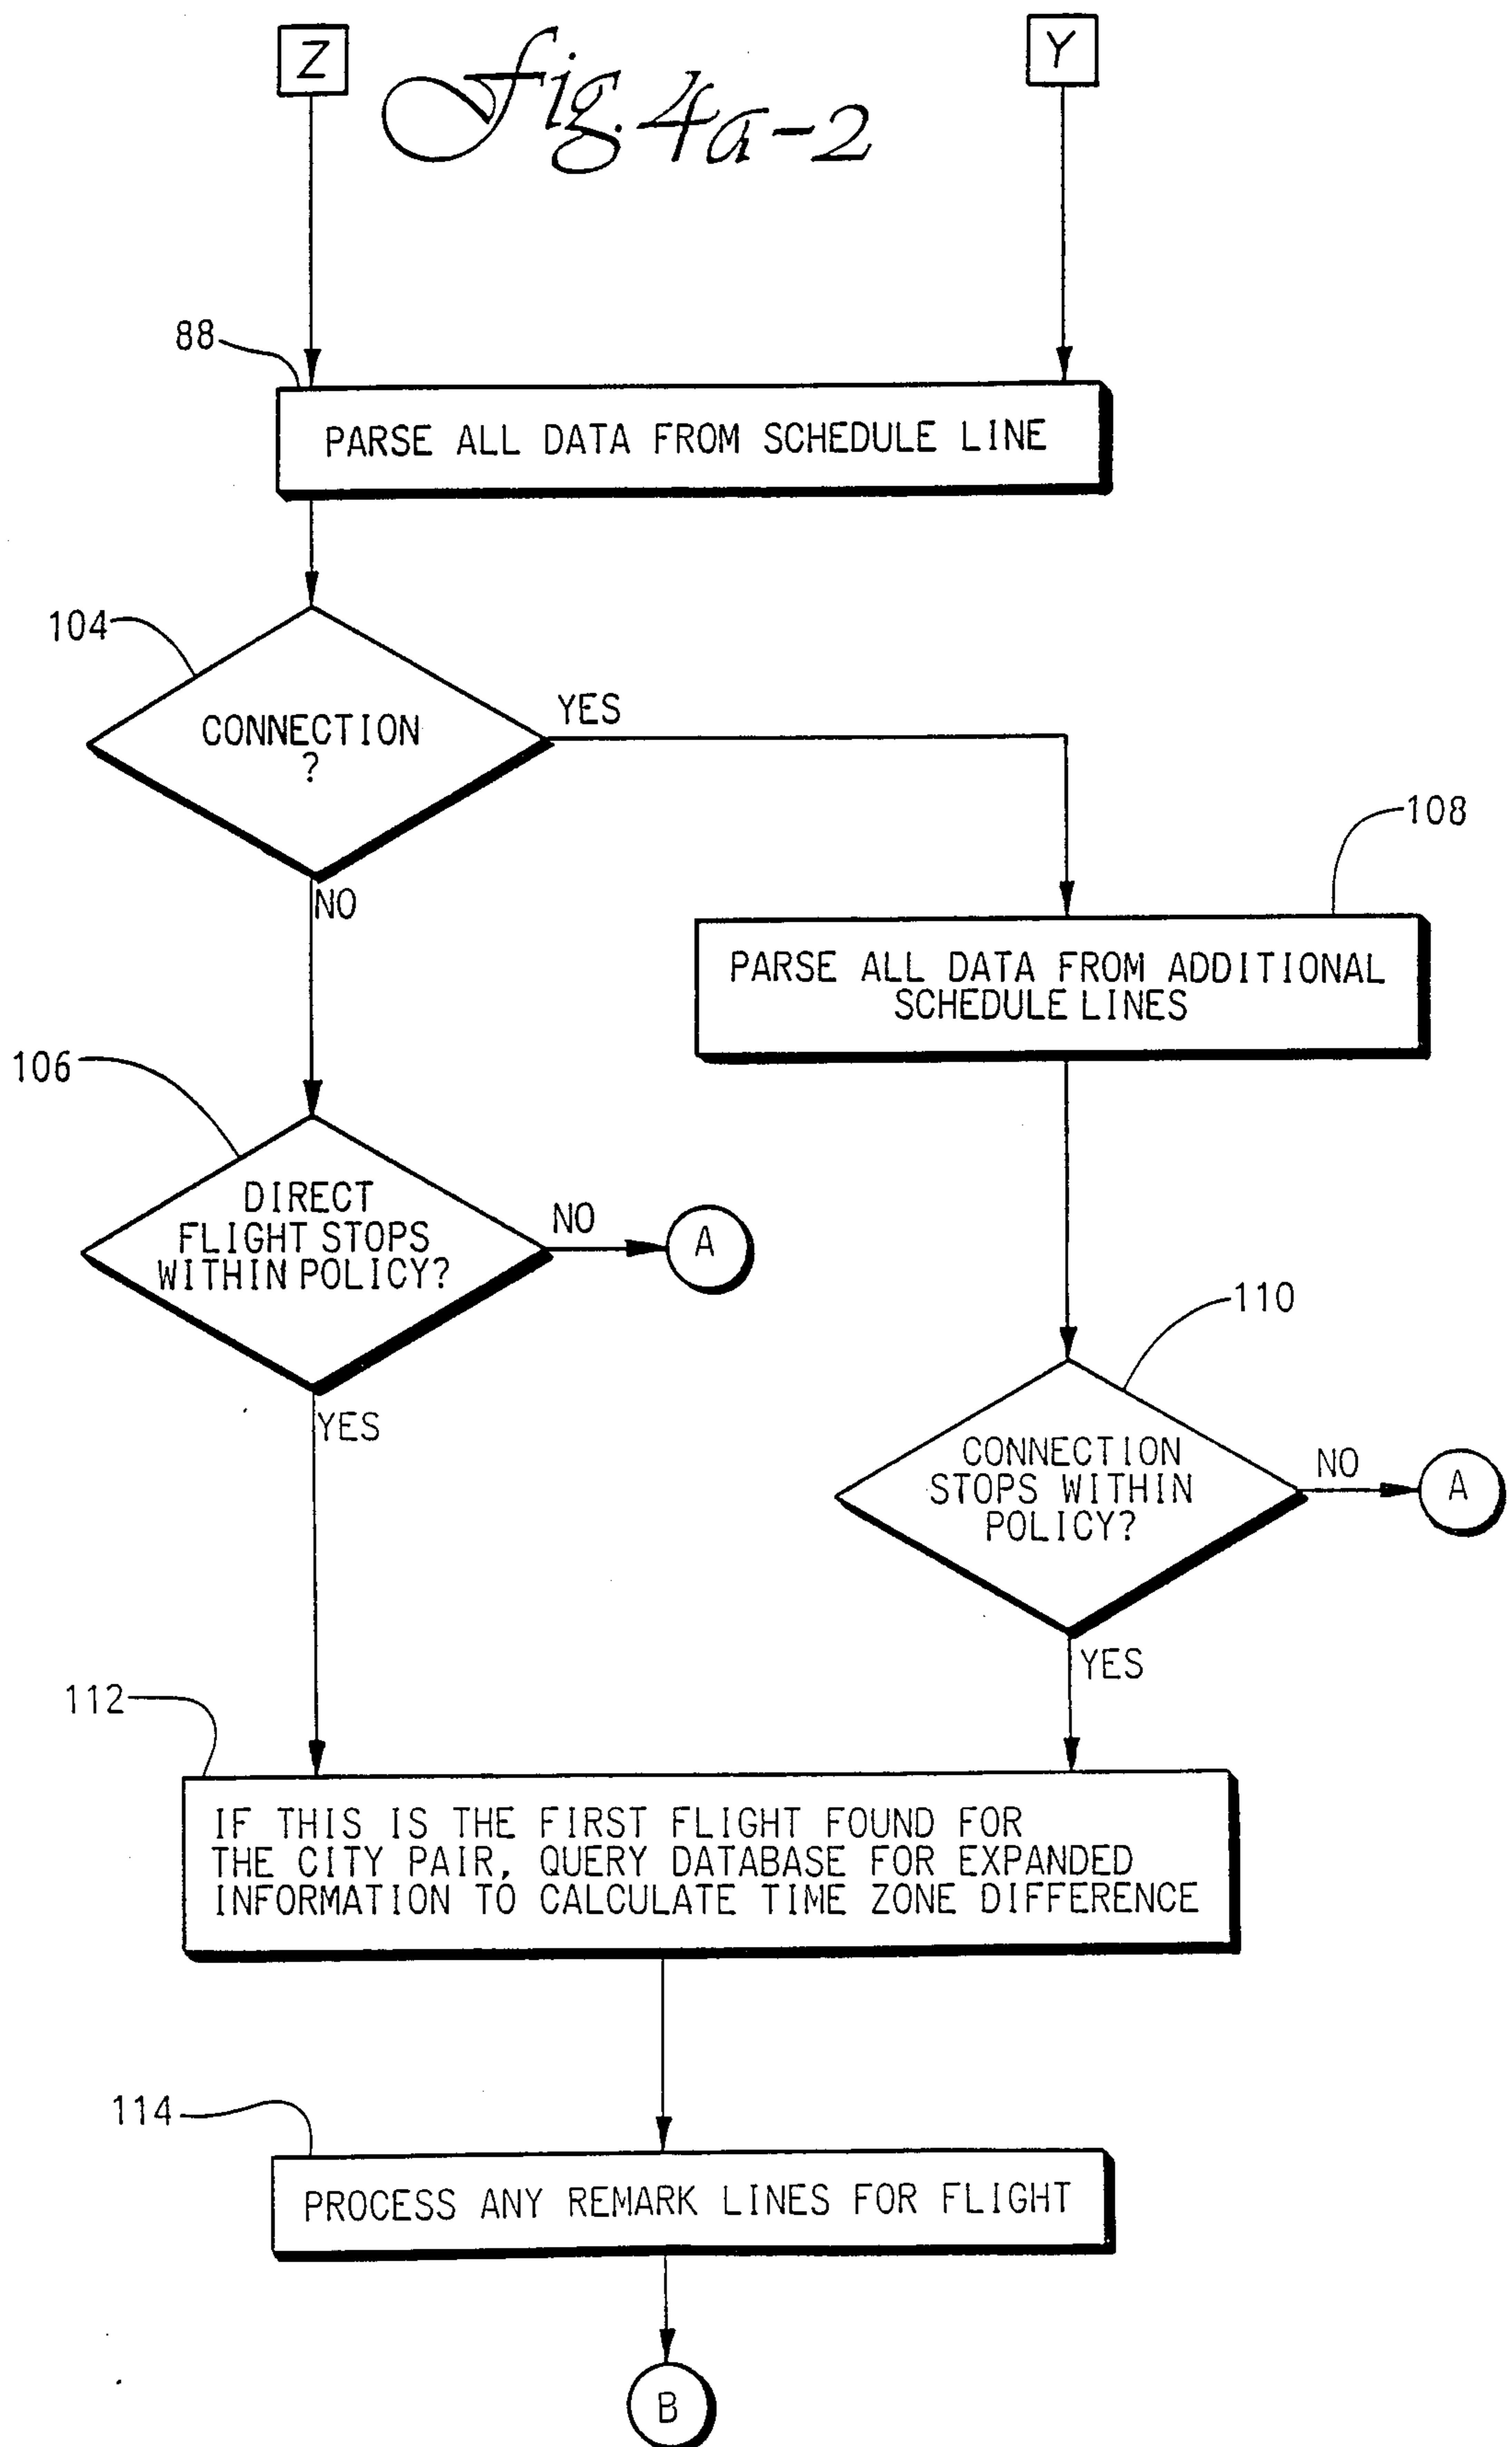 Z
Fig. 4a-2
Y
88
PARSE ALL DATA FROM SCHEDULE LINE
104
CONNECTION
?
YES
NO
108
PARSE ALL DATA FROM ADDITIONAL
SCHEDULE LINES
106
DIRECT
FLIGHT STOPS
WITHIN POLICY?
NO
A
YES
110
CONNECTION
STOPS WITHIN
POLICY?
NO
A
YES
112
IF THIS IS THE FIRST FLIGHT FOUND FOR
THE CITY PAIR, QUERY DATABASE FOR EXPANDED
INFORMATION TO CALCULATE TIME ZONE DIFFERENCE
114
PROCESS ANY REMARK LINES FOR FLIGHT
B